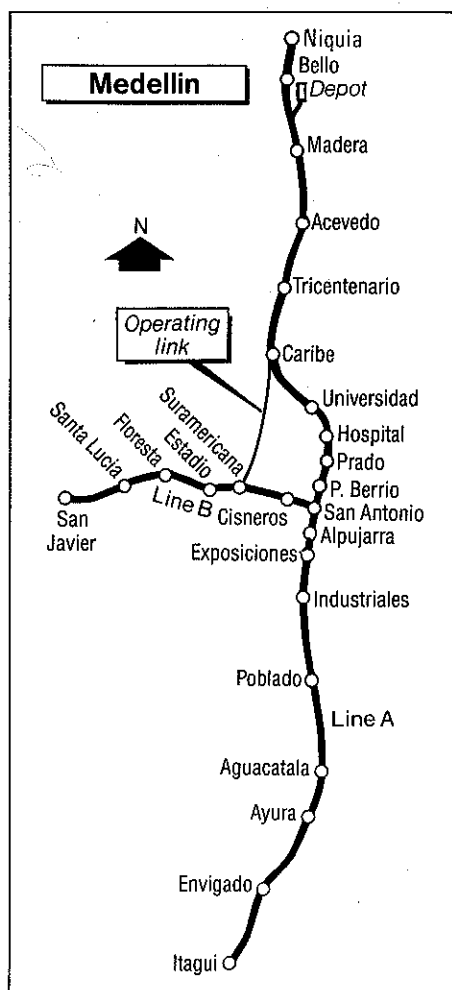 Medellin
Niquia
Bello
Depot
Madera
N
Acevedo
Tricentenario
Operating
link
Caribe
Universidad
Suramericana
Hospital
Estadio
Prado
Floresta
Santa Lucia
P. Berrio
Line B
Cisneros
San Antonio
San
Javier
Alpujarra
Exposiciones
Industriales
Poblado
Line A
Aguacatala
Ayura
Envigado
Itagui